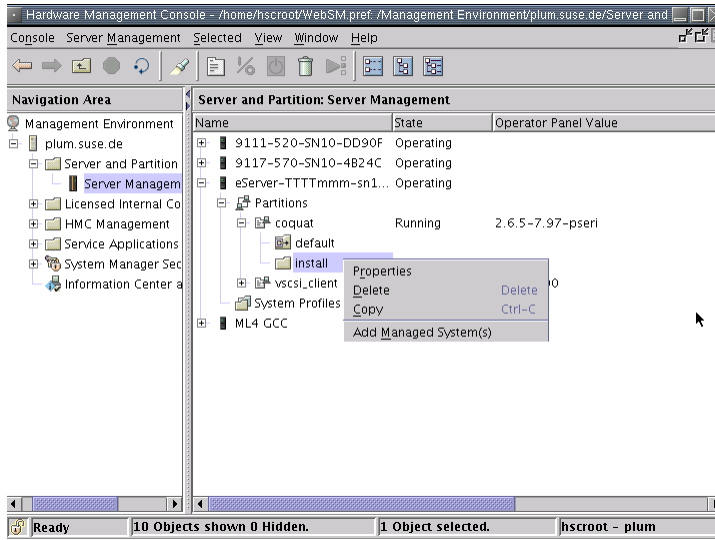 Hardware Management Console - /home/hscroot/WebSM.pref: /Management Environment/plum.suse.de/Server and
Console Server Management Selected View Window Help
Navigation Area
Management Environment
plum.suse.de
Server and Partition
Server Managem
Licensed Internal Co
HMC Management
Service Applications
System Manager Sec
Information Center a
Server and Partition: Server Management
Name State Operator Panel Value
9111-520-SN10-DD90F Operating
9117-570-SN10-4B24C Operating
eServer-TTTTmmm-sn1... Operating
Partitions
coquat Running 2.6.5-7.97-pseri
default
install
vscsi_client 00
System Profiles
ML4 GCC
Properties
Delete Delete
Copy Ctrl-C
Add Managed System(s)
Ready 10 Objects shown 0 Hidden. 1 Object selected. hscroot - plum